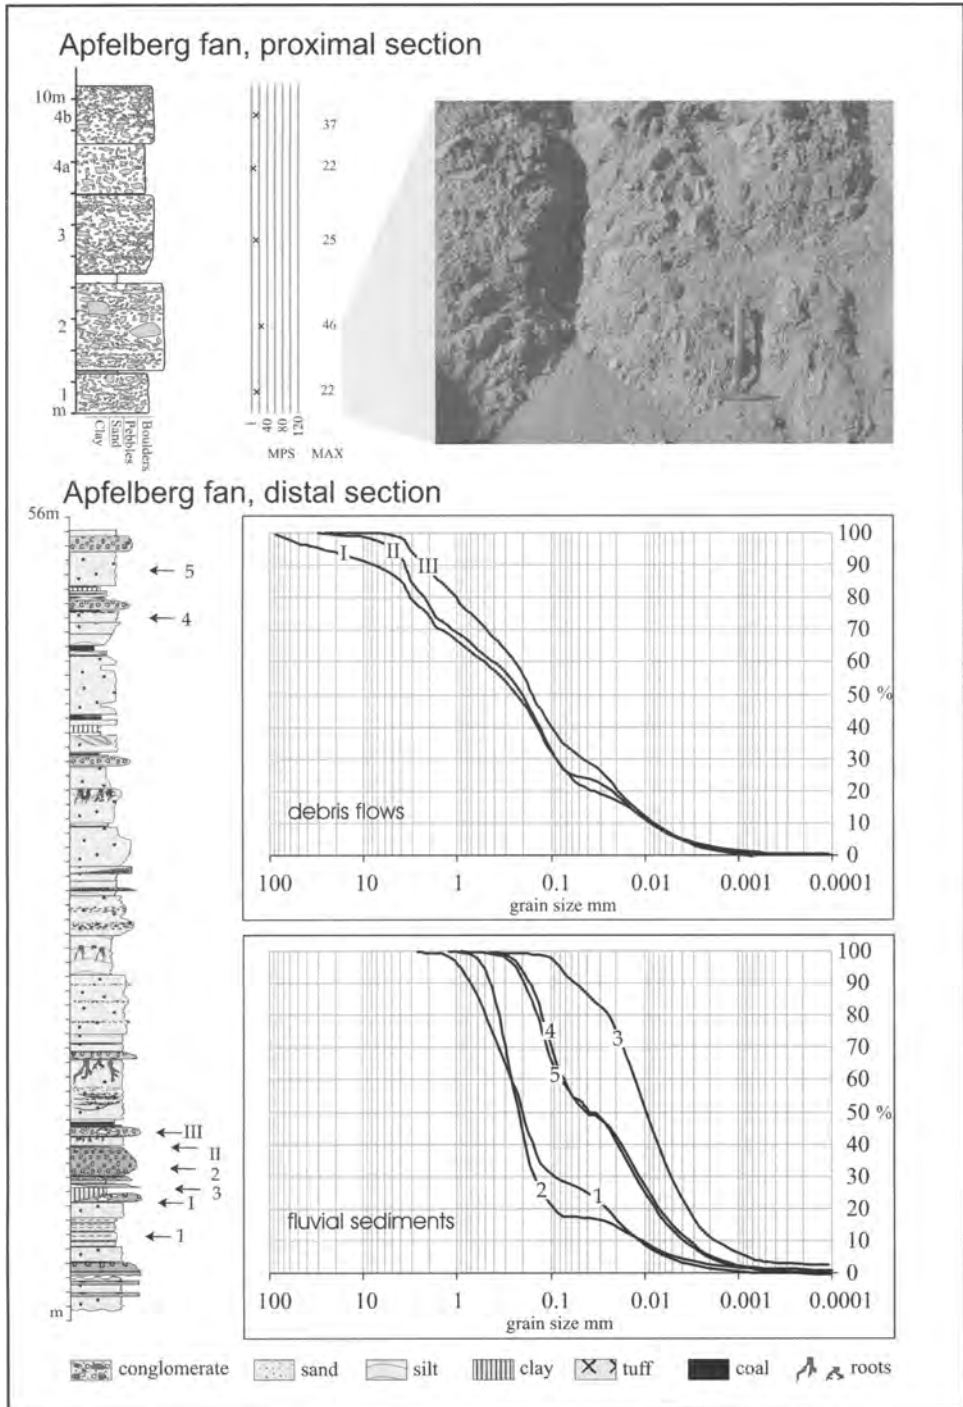 Apfelberg fan, proximal section
10m
4b
4a
3
2
1
m
Clay
Sand
Pebbles
Boulders
37
22
25
46
22
1
40
80
120
MPS MAX
Apfelberg fan, distal section
56m
5
4
III
II
2
3
I
1
m
I II III
100
90
80
70
60
50 %
40
30
20
10
0
debris flows
100 10 1 0.1 0.01 0.001 0.0001
grain size mm
100
90
80
70
60
50 %
40
30
20
10
0
4
5
3
2
1
fluvial sediments
100 10 1 0.1 0.01 0.001 0.0001
grain size mm
conglomerate sand silt clay tuff coal roots